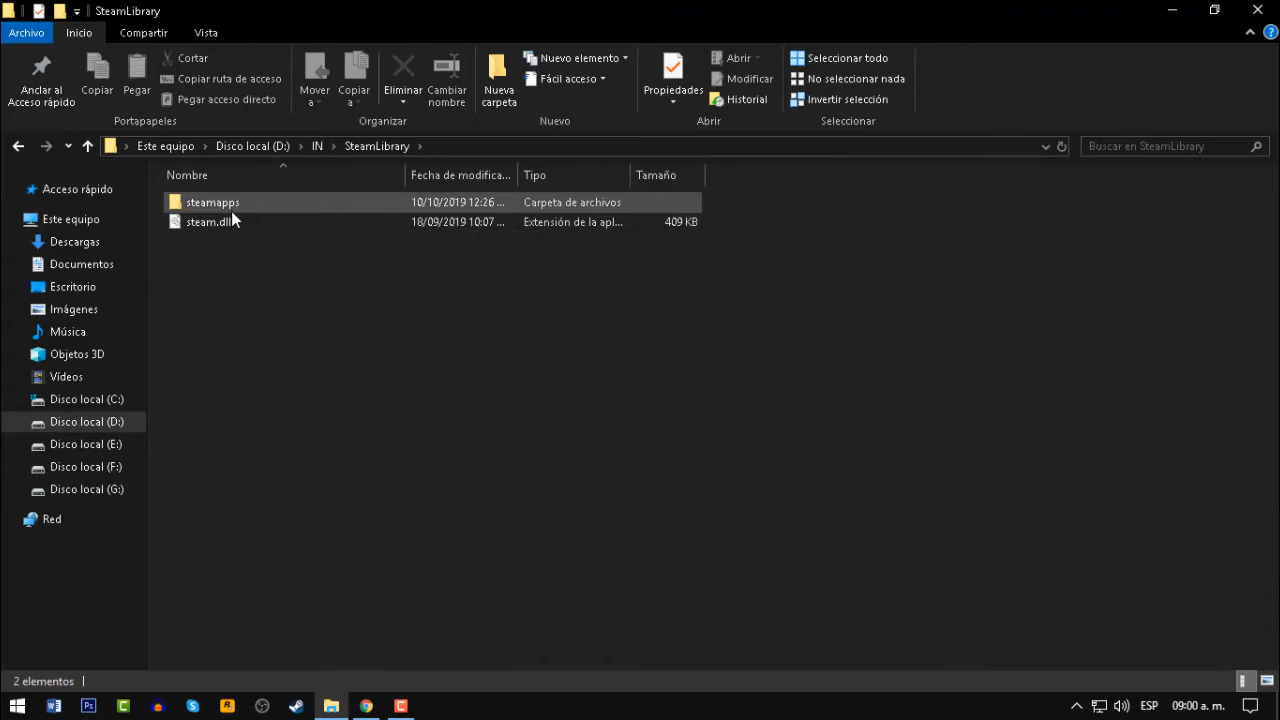 SteamLibrary
Archivo Inicio Compartir Vista
Anclar al Acceso rápido
Copiar
Pegar
Cortar
Copiar ruta de acceso
Pegar acceso directo
Portapapeles
Mover a
Copiar a
Eliminar
Cambiar nombre
Organizar
Nueva carpeta
Nuevo elemento
Fácil acceso
Nuevo
Propiedades
Abrir
Modificar
Historial
Abrir
Seleccionar todo
No seleccionar nada
Invertir selección
Seleccionar
Este equipo > Disco local (D:) > IN > SteamLibrary >
Buscar en SteamLibrary
Nombre Fecha de modifica... Tipo Tamaño
steamapps 10/10/2019 12:26 ... Carpeta de archivos
steam.dll 18/09/2019 10:07 ... Extensión de la apl... 409 KB
Acceso rápido
Este equipo
Descargas
Documentos
Escritorio
Imágenes
Música
Objetos 3D
Vídeos
Disco local (C:)
Disco local (D:)
Disco local (E:)
Disco local (F:)
Disco local (G:)
Red
2 elementos
ESP 09:00 a. m.